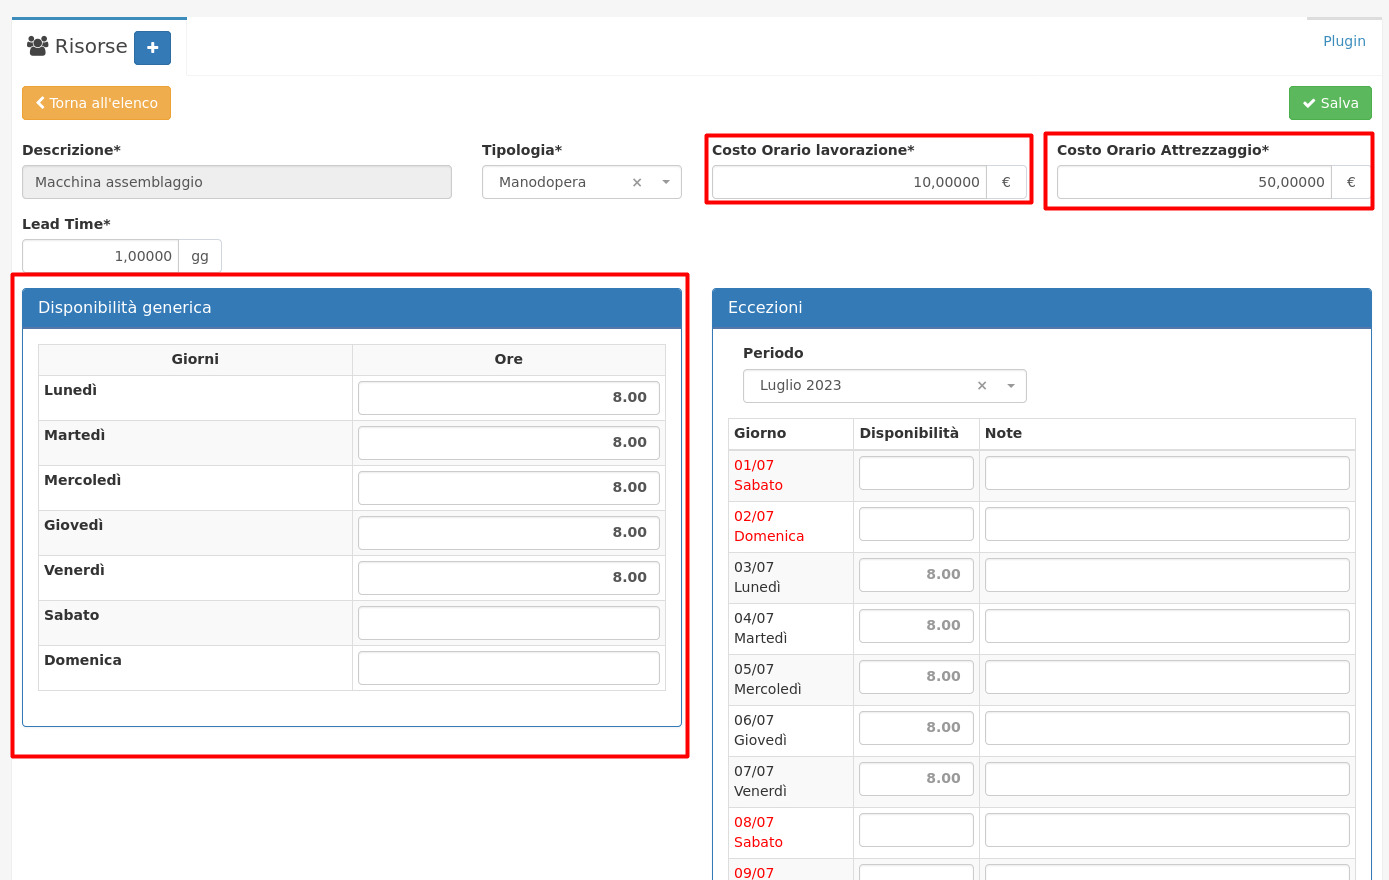 Risorse
Plugin
Torna all'elenco
Salva
Descrizione*
Tipologia*
Costo Orario lavorazione*
Costo Orario Attrezzaggio*
Macchina assemblaggio
Manodopera × 
10,00000 €
50,00000 €
Lead Time*
1,00000 gg
Disponibilità generica
Giorni Ore
Lunedì 8.00
Martedì 8.00
Mercoledì 8.00
Giovedì 8.00
Venerdì 8.00
Sabato
Domenica
Eccezioni
Periodo
Luglio 2023 ×
Giorno Disponibilità Note
01/07
Sabato
02/07
Domenica
03/07 8.00
Lunedì
04/07 8.00
Martedì
05/07 8.00
Mercoledì
06/07 8.00
Giovedì
07/07 8.00
Venerdì
08/07
Sabato
09/07